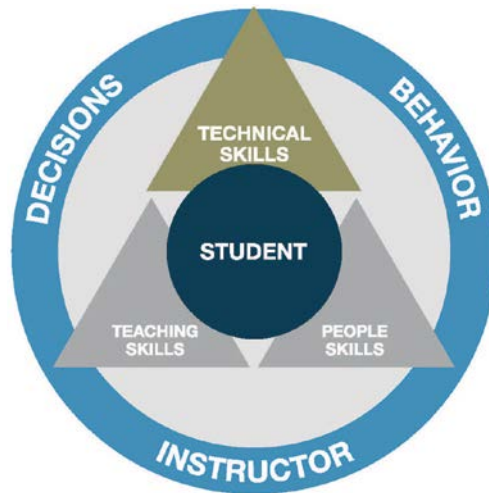 DECISIONS
BEHAVIOR
TECHNICAL
SKILLS
STUDENT
TEACHING
SKILLS
PEOPLE
SKILLS
INSTRUCTOR